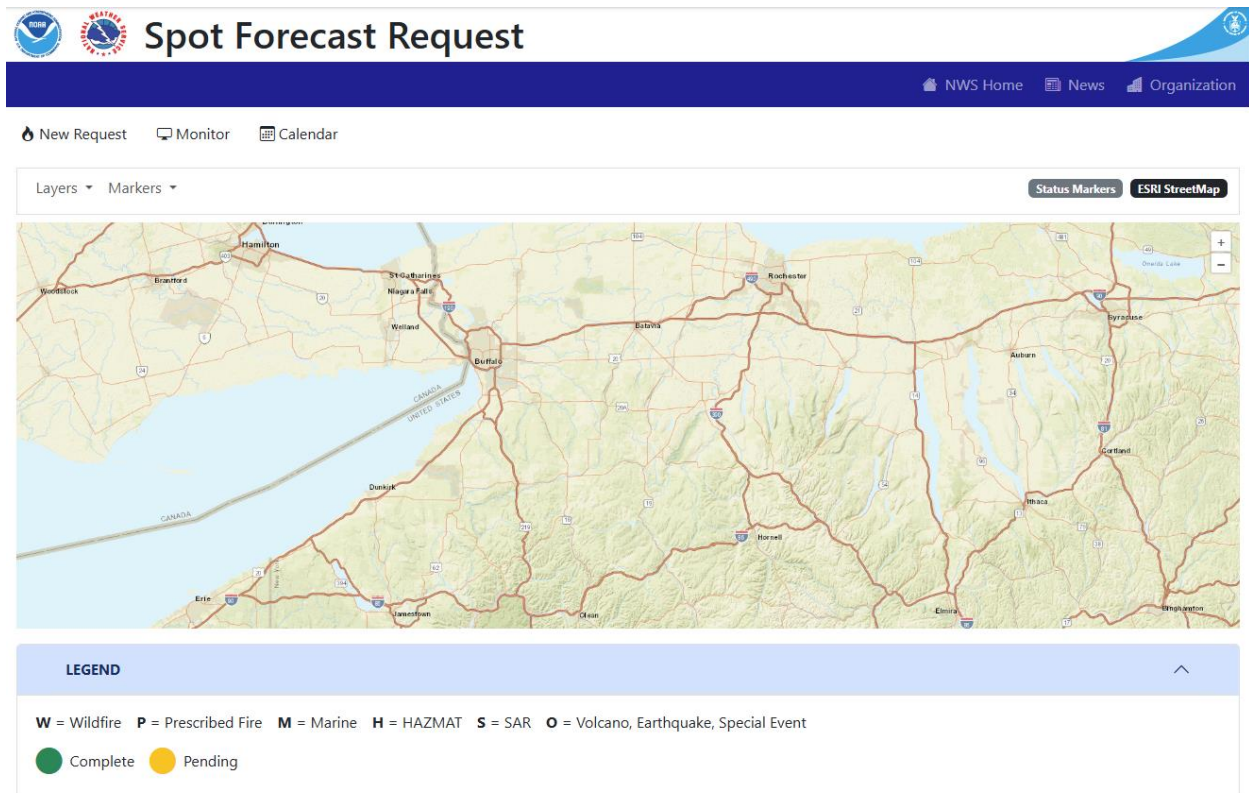 Spot Forecast Request
NWS Home News Organization
New Request Monitor Calendar
Layers Markers
Status Markers ESRI StreetMap
Hamilton
Woodstock
Brantford
St Catharines
Niagara Falls
Welland
Buffalo
Batavia
Rochester
Oneida Lake
Syracuse
Auburn
CANADA
UNITED STATES
Dunkirk
CANADA
Cortland
Ithaca
Hornell
Erie
Jamestown
Olean
Elmira
Binghamton
LEGEND
W = Wildfire P = Prescribed Fire M = Marine H = HAZMAT S = SAR O = Volcano, Earthquake, Special Event
Complete Pending